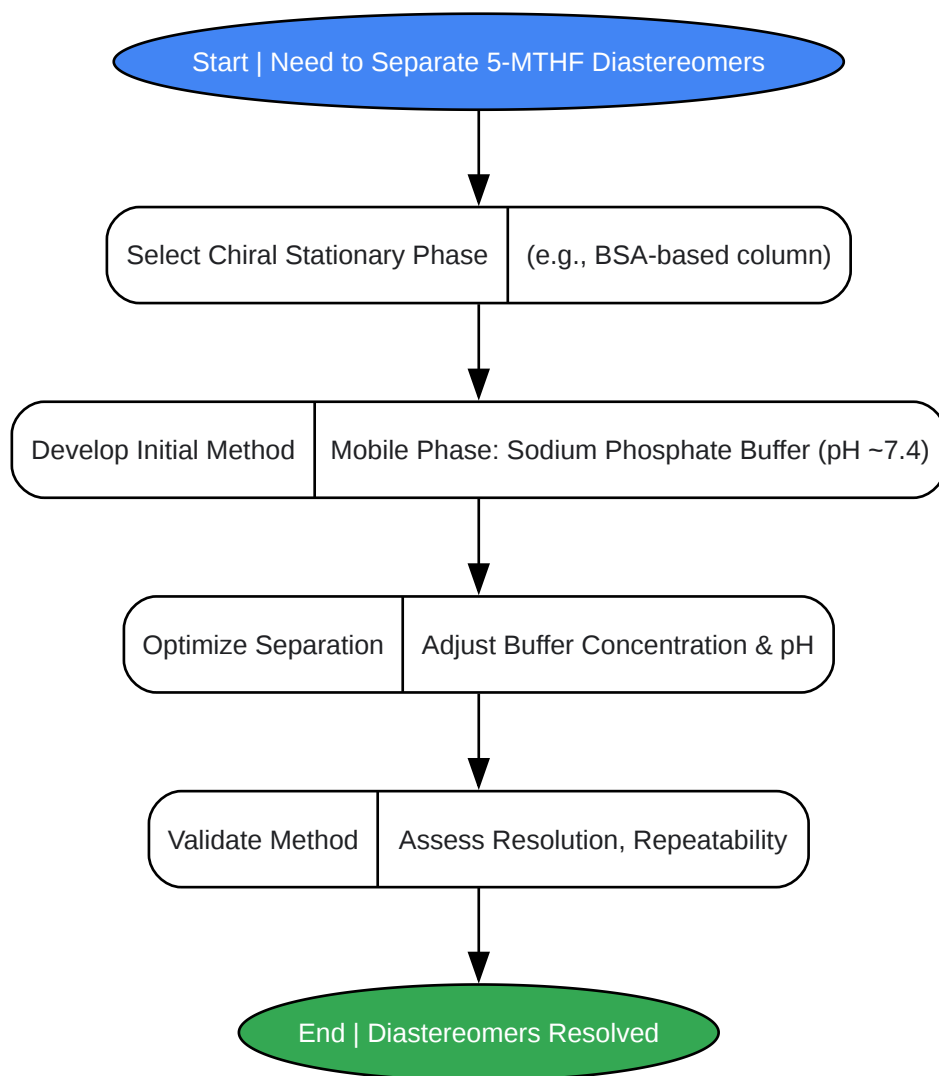 Start | Need to Separate 5-MTHF Diastereomers
Select Chiral Stationary Phase
(e.g., BSA-based column)
Develop Initial Method
Mobile Phase: Sodium Phosphate Buffer (pH ~7.4)
Optimize Separation
Adjust Buffer Concentration & pH
Validate Method
Assess Resolution, Repeatability
End | Diastereomers Resolved